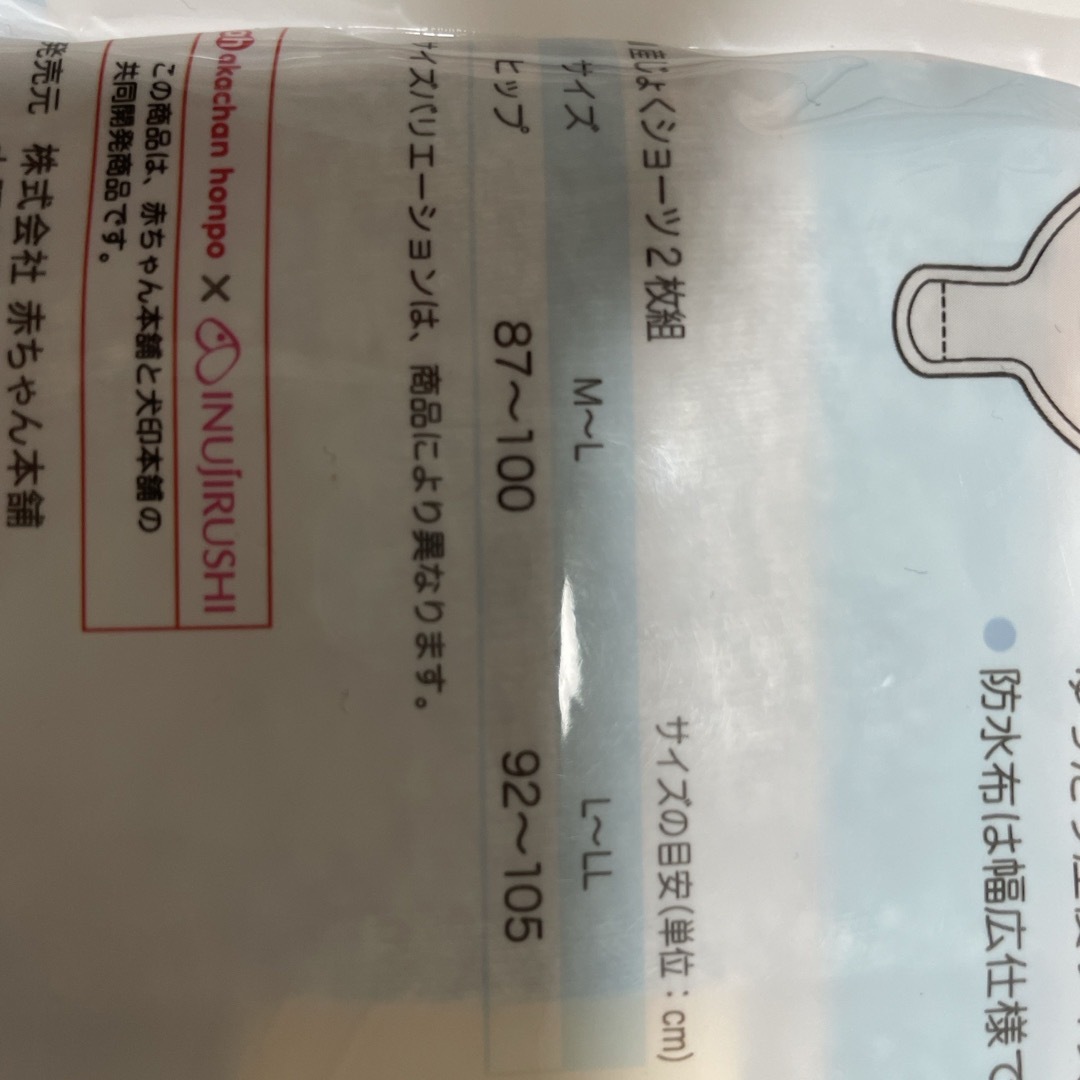 防水布は幅広仕様で
産じょくショーツ2枚組
サイズの目安(単位：cm)
サイズ M〜L L〜LL
ヒップ 87〜100 92〜105
サイズバリエーションは、商品により異なります。
akachan honpo × INUJIRUSHI
この商品は、赤ちゃん本舗と犬印本舗の
共同開発商品です。
発売元 株式会社 赤ちゃん本舗